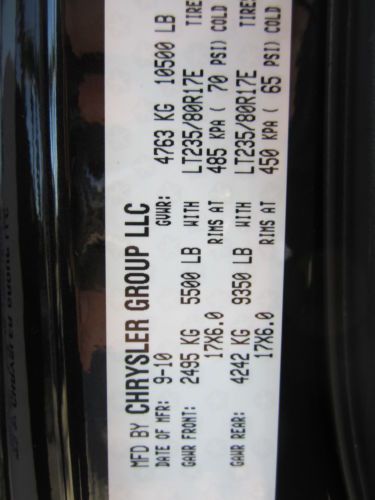 MFD BY CHRYSLER GROUP LLC
DATE OF MFR: 9-10 GVWR: 4763 KG 10500 LB
GAWR FRONT: 2495 KG 5500 LB WITH LT235/80R17E TIRE
17X6.0 RIMS AT 485 KPA ( 70 PSI) COLD
GAWR REAR: 4242 KG 9350 LB WITH LT235/80R17E TIRE
17X6.0 RIMS AT 450 KPA ( 65 PSI) COLD